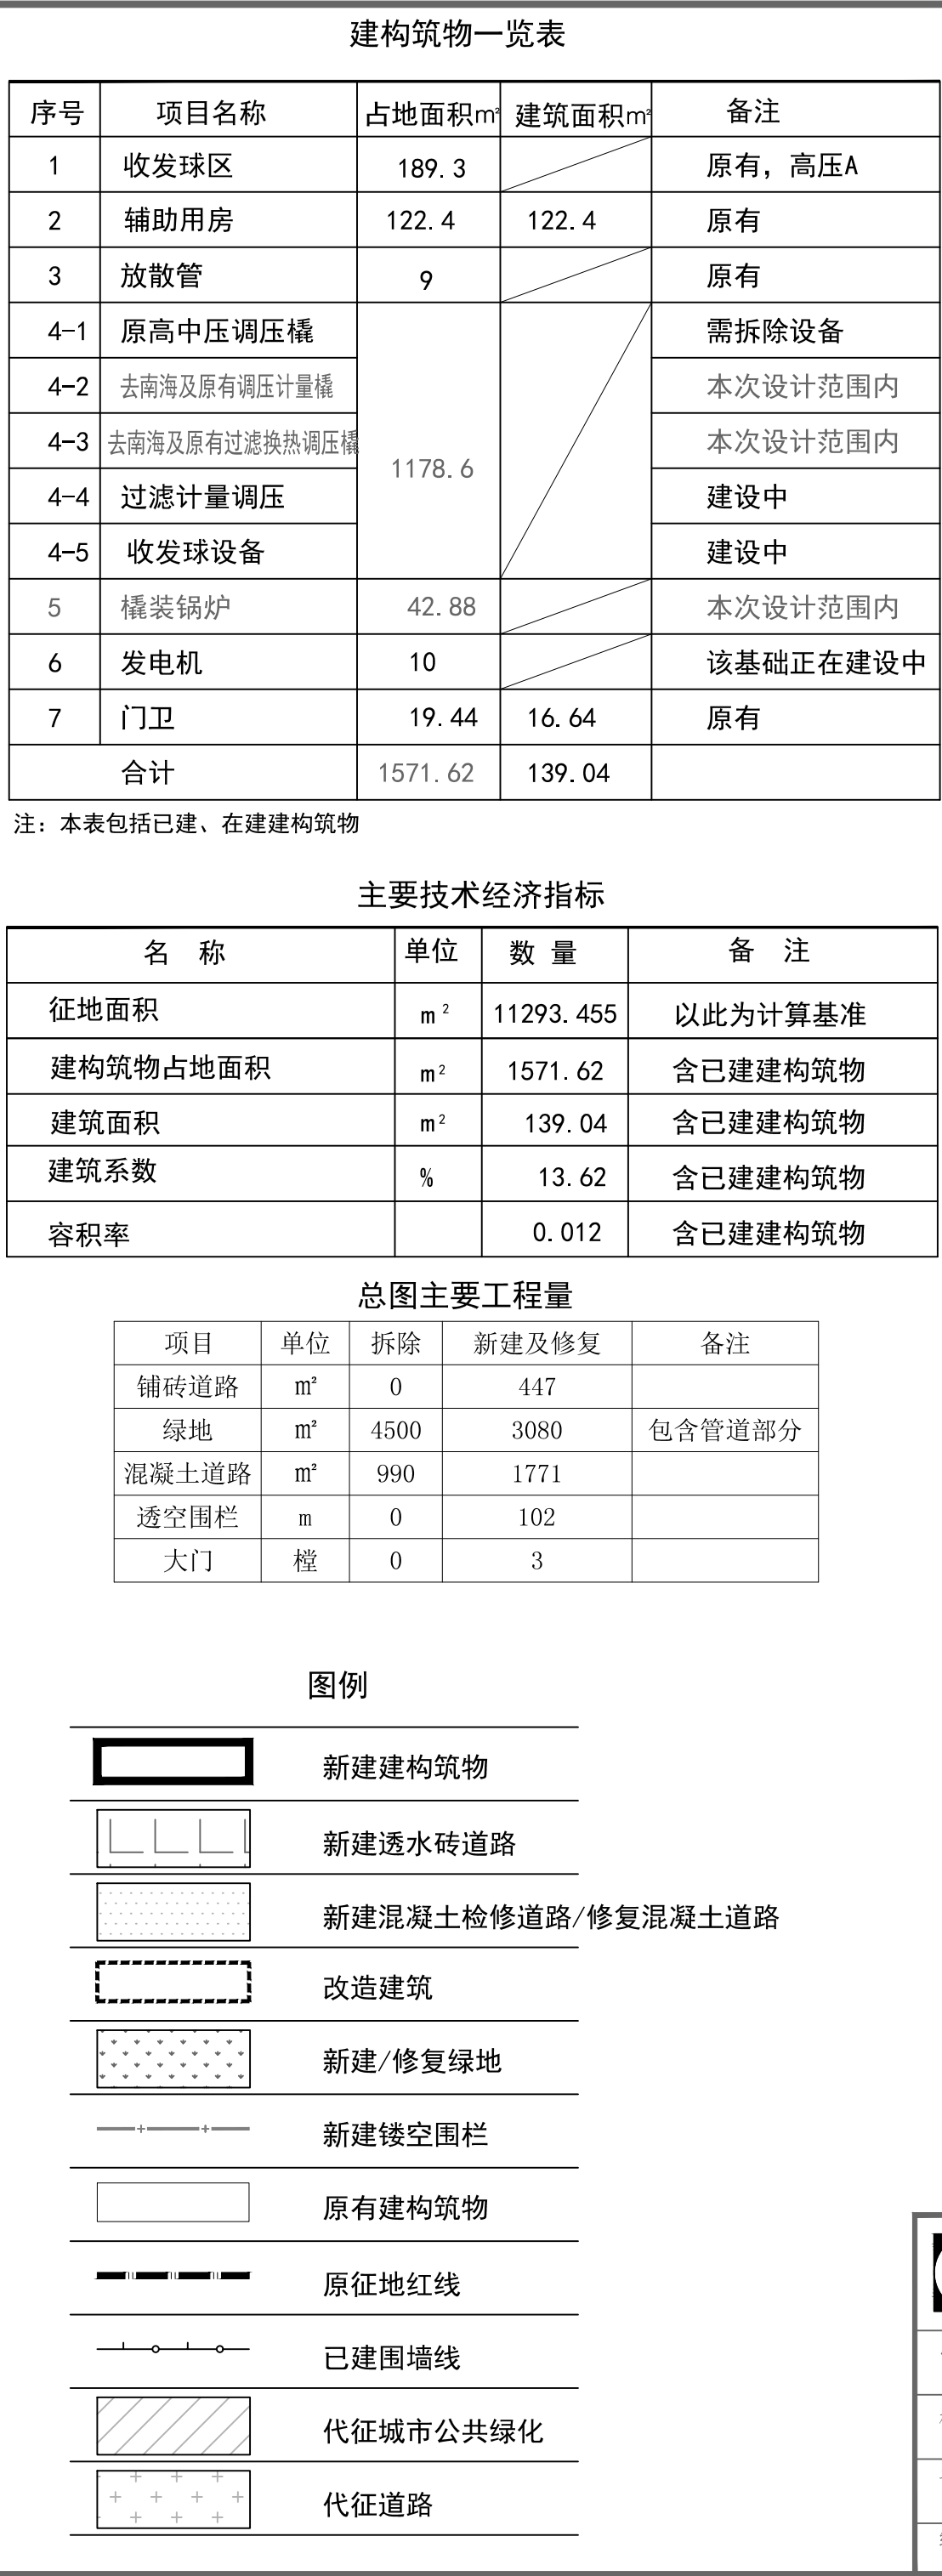 建构筑物一览表
序号 项目名称 占地面积㎡ 建筑面积㎡ 备注
1 收发球区 189.3 原有，高压A
2 辅助用房 122.4 122.4 原有
3 放散管 9 原有
4-1 原高中压调压橇 需拆除设备
4-2 去南海及原有调压计量橇 本次设计范围内
4-3 去南海及原有过滤换热调压橇 本次设计范围内
1178.6
4-4 过滤计量调压 建设中
4-5 收发球设备 建设中
5 橇装锅炉 42.88 本次设计范围内
6 发电机 10 该基础正在建设中
7 门卫 19.44 16.64 原有
合计 1571.62 139.04
注：本表包括已建、在建建构筑物
主要技术经济指标
名 称 单位 数 量 备 注
征地面积 m² 11293.455 以此为计算基准
建构筑物占地面积 m² 1571.62 含已建建构筑物
建筑面积 m² 139.04 含已建建构筑物
建筑系数 % 13.62 含已建建构筑物
容积率 0.012 含已建建构筑物
总图主要工程量
项目 单位 拆除 新建及修复 备注
铺砖道路 ㎡ 0 447
绿地 ㎡ 4500 3080 包含管道部分
混凝土道路 ㎡ 990 1771
透空围栏 m 0 102
大门 樘 0 3
图例
新建建构筑物
新建透水砖道路
新建混凝土检修道路/修复混凝土道路
改造建筑
新建/修复绿地
新建镂空围栏
原有建构筑物
原征地红线
已建围墙线
代征城市公共绿化
代征道路